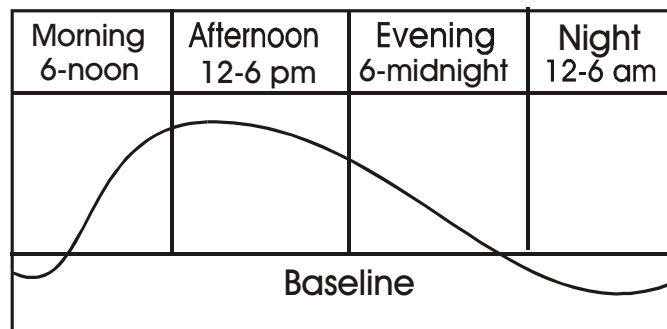 Morning
6-noon
Afternoon
12-6 pm
Evening
6-midnight
Night
12-6 am
Baseline